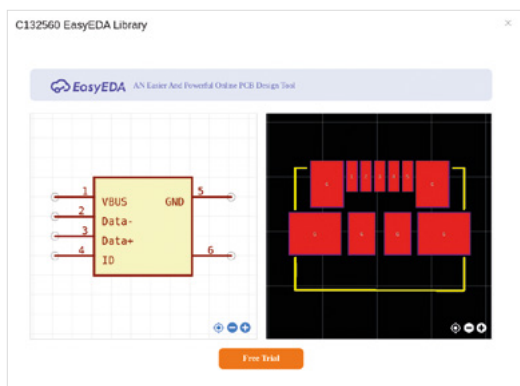 C132560 EasyEDA Library
×
EasyEDA AN Easier And Powerful Online PCB Design Tool
1
VBUS
GND
5
2
Data-
3
Data+
4
ID
6
Free Trial